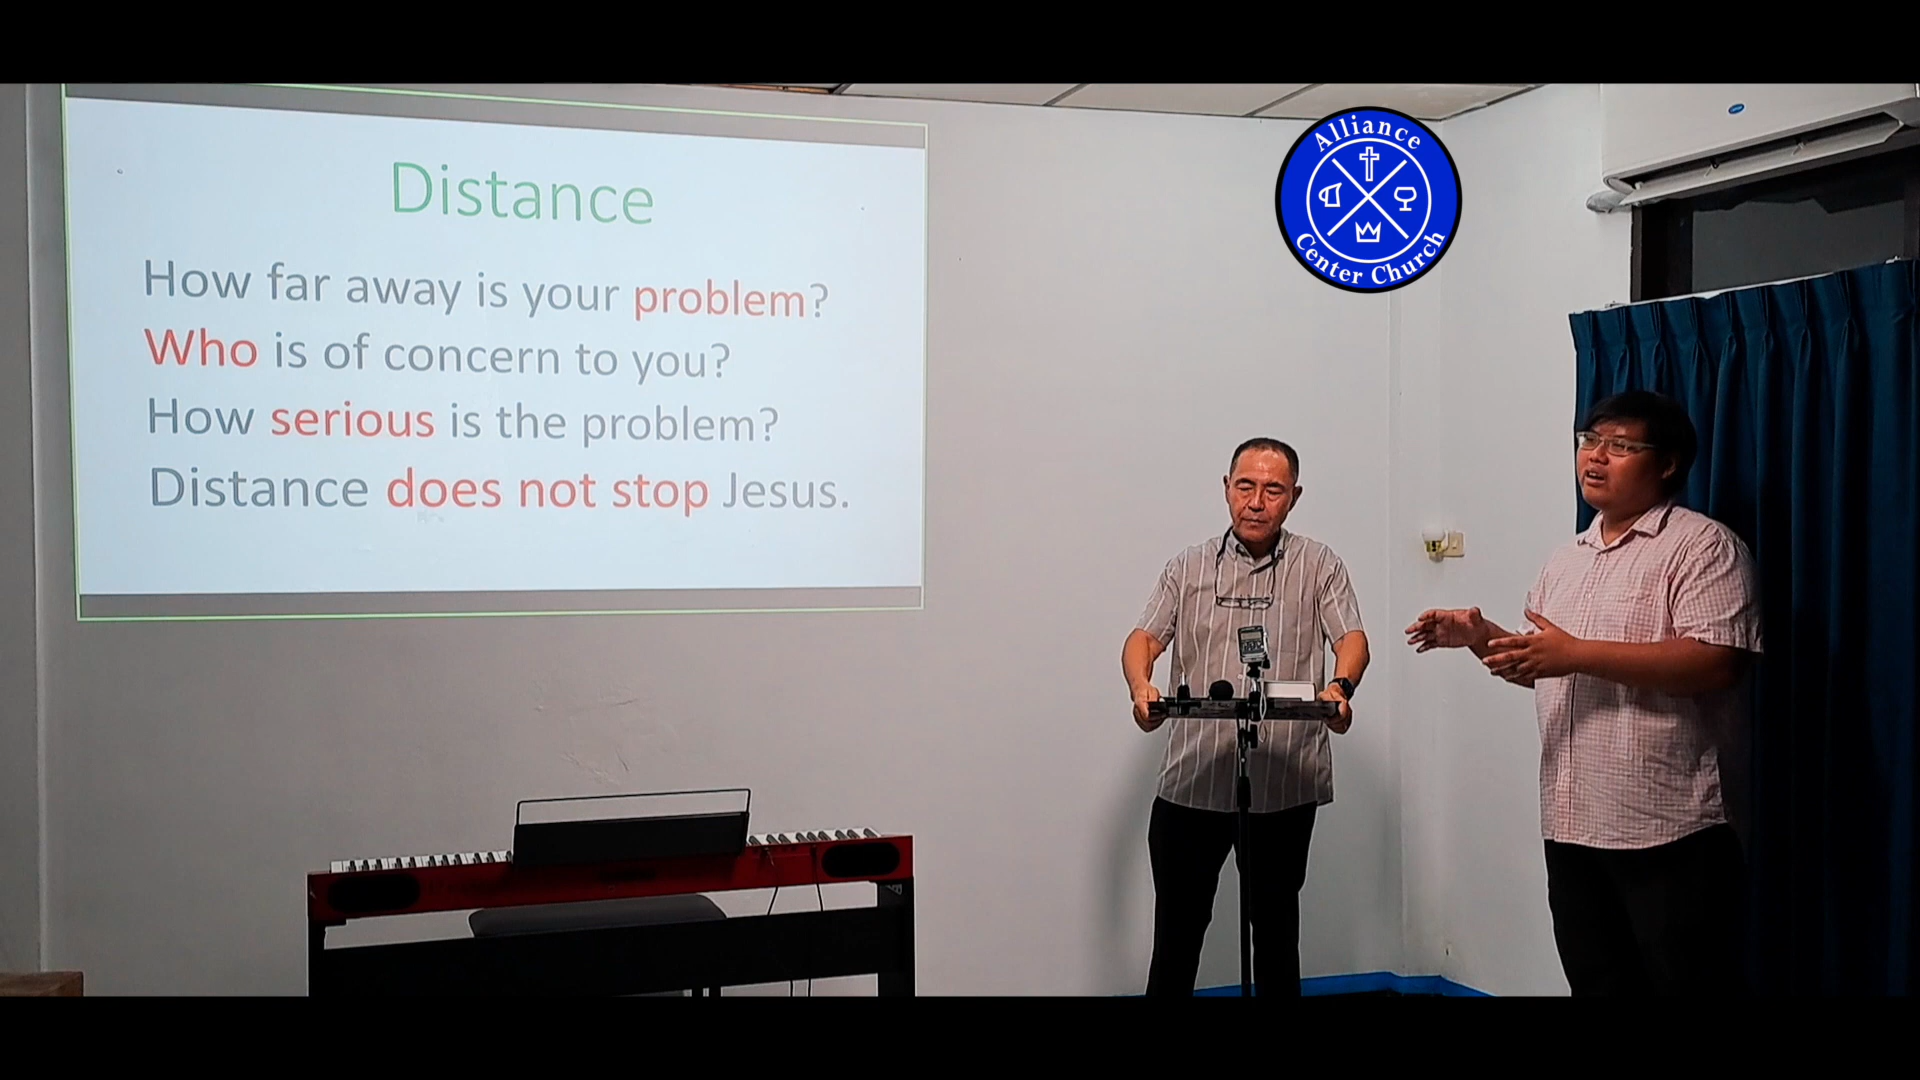 Distance
How far away is your problem?
Who is of concern to you?
How serious is the problem?
Distance does not stop Jesus.
Alliance
Center Church